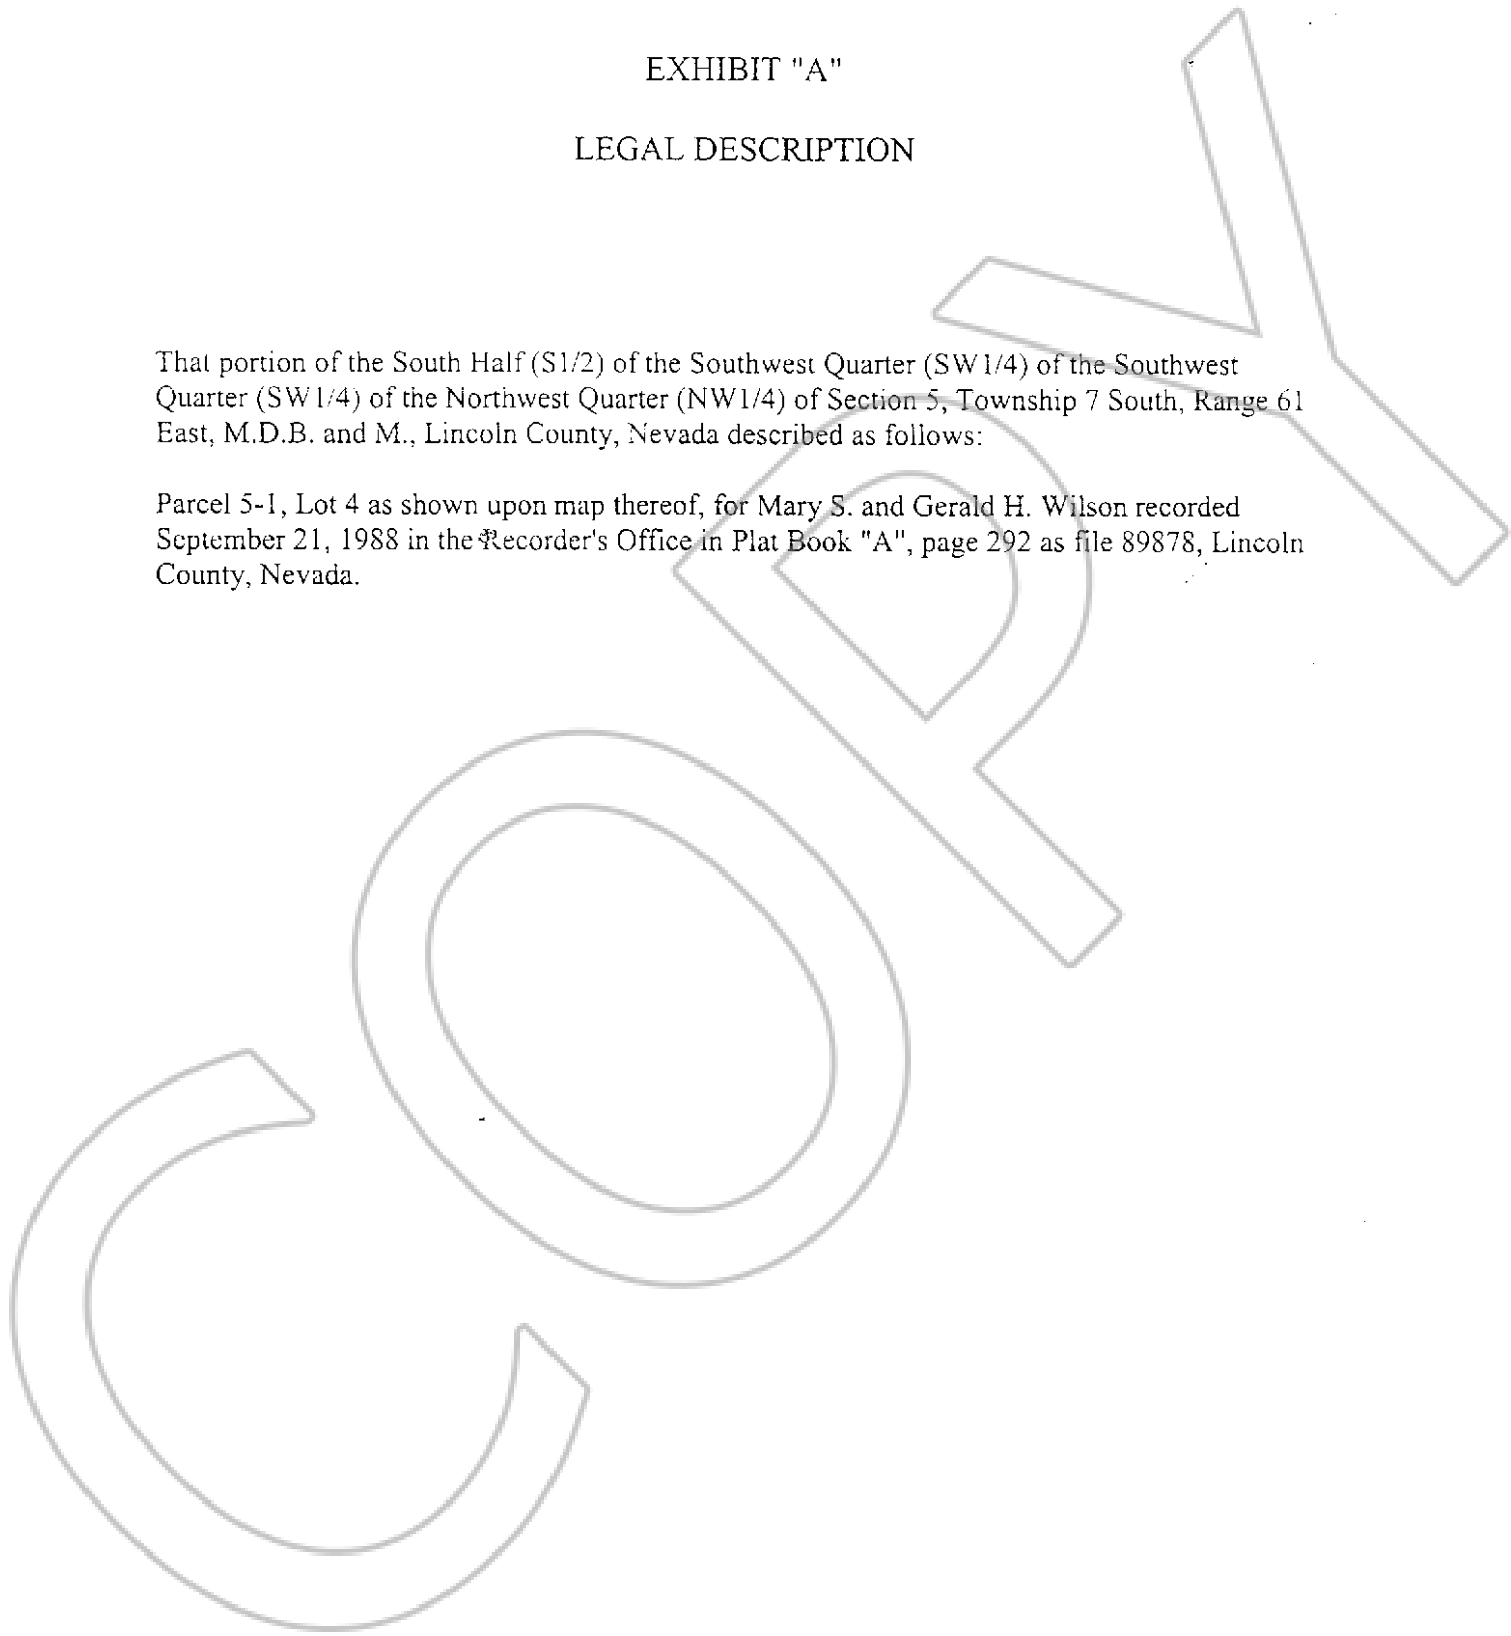 EXHIBIT "A"
LEGAL DESCRIPTION
That portion of the South Half (S1/2) of the Southwest Quarter (SW1/4) of the Southwest
Quarter (SW1/4) of the Northwest Quarter (NW1/4) of Section 5, Township 7 South, Range 61
East, M.D.B. and M., Lincoln County, Nevada described as follows:
Parcel 5-1, Lot 4 as shown upon map thereof, for Mary S. and Gerald H. Wilson recorded
September 21, 1988 in the Recorder's Office in Plat Book "A", page 292 as file 89878, Lincoln
County, Nevada.
COPY